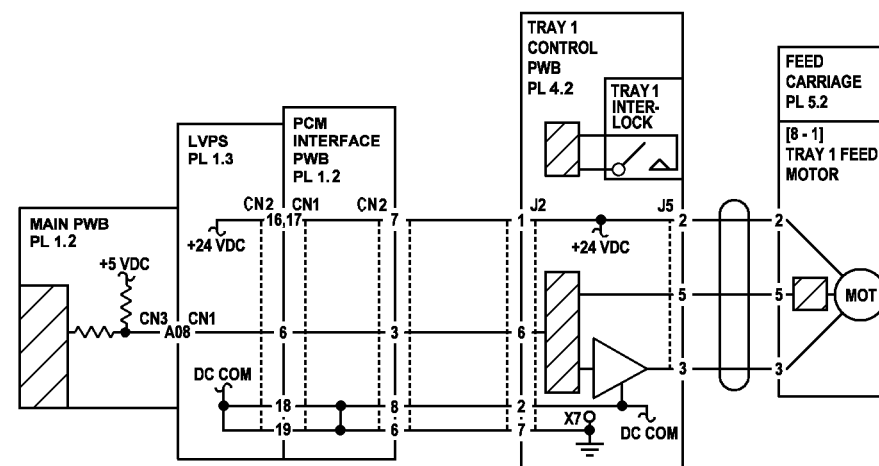 TRAY 1
CONTROL
PWB
PL 4.2
TRAY 1
INTER-
LOCK
FEED
CARRIAGE
PL 5.2
[8 - 1]
TRAY 1 FEED
MOTOR
PCM
INTERFACE
PWB
PL 1.2
LVPS
PL 1.3
MAIN PWB
PL 1.2
CN2 CN1 CN2 J2 J5
16,17 7 1 2 2
+24 VDC +24 VDC
+5 VDC
5 5 MOT
CN3 CN1
A08 6 3 6
3 3
DC COM
18 8 2
19 6 7
X7
DC COM